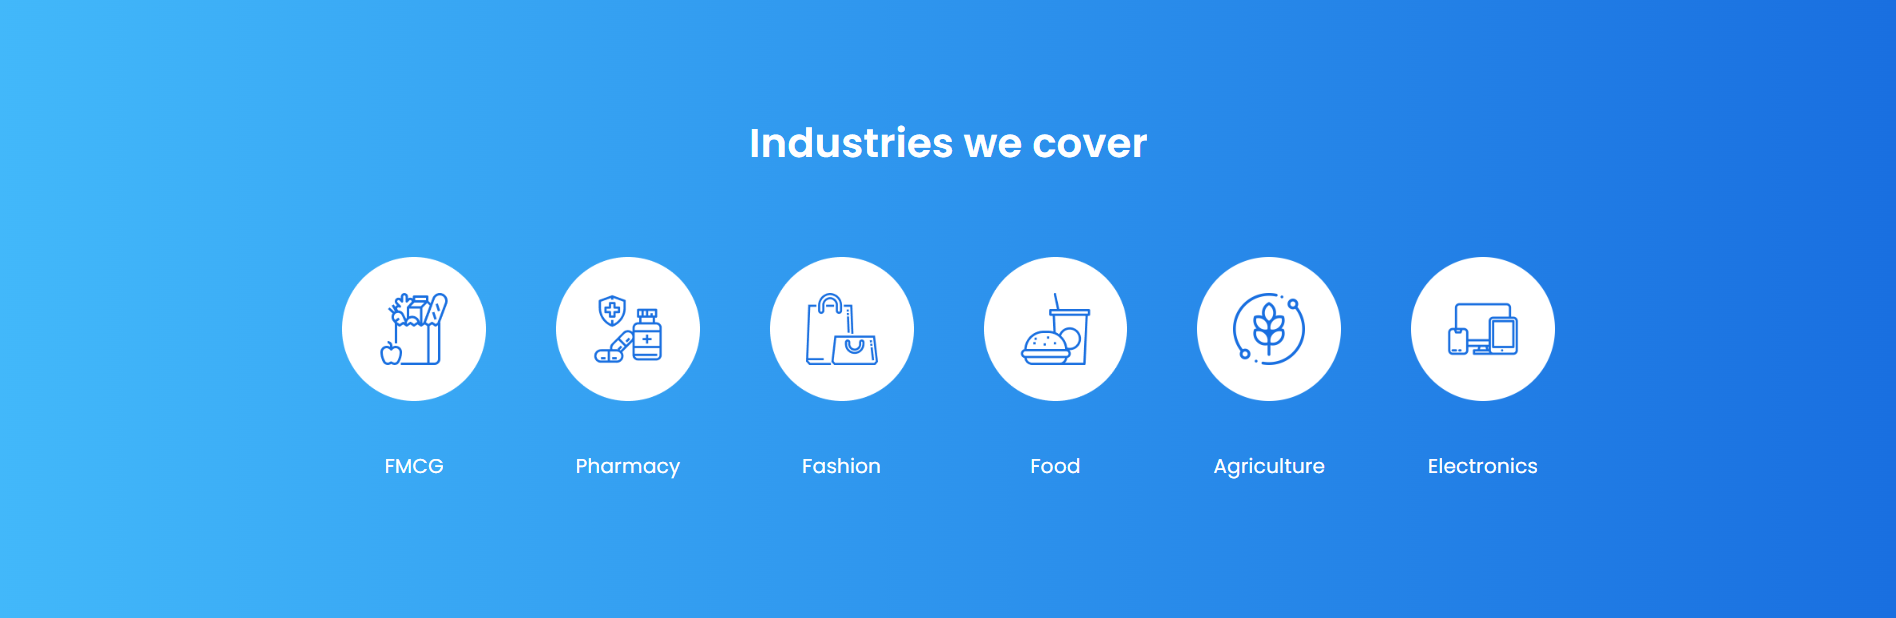 Industries we cover
FMCG
Pharmacy
Fashion
Food
Agriculture
Electronics